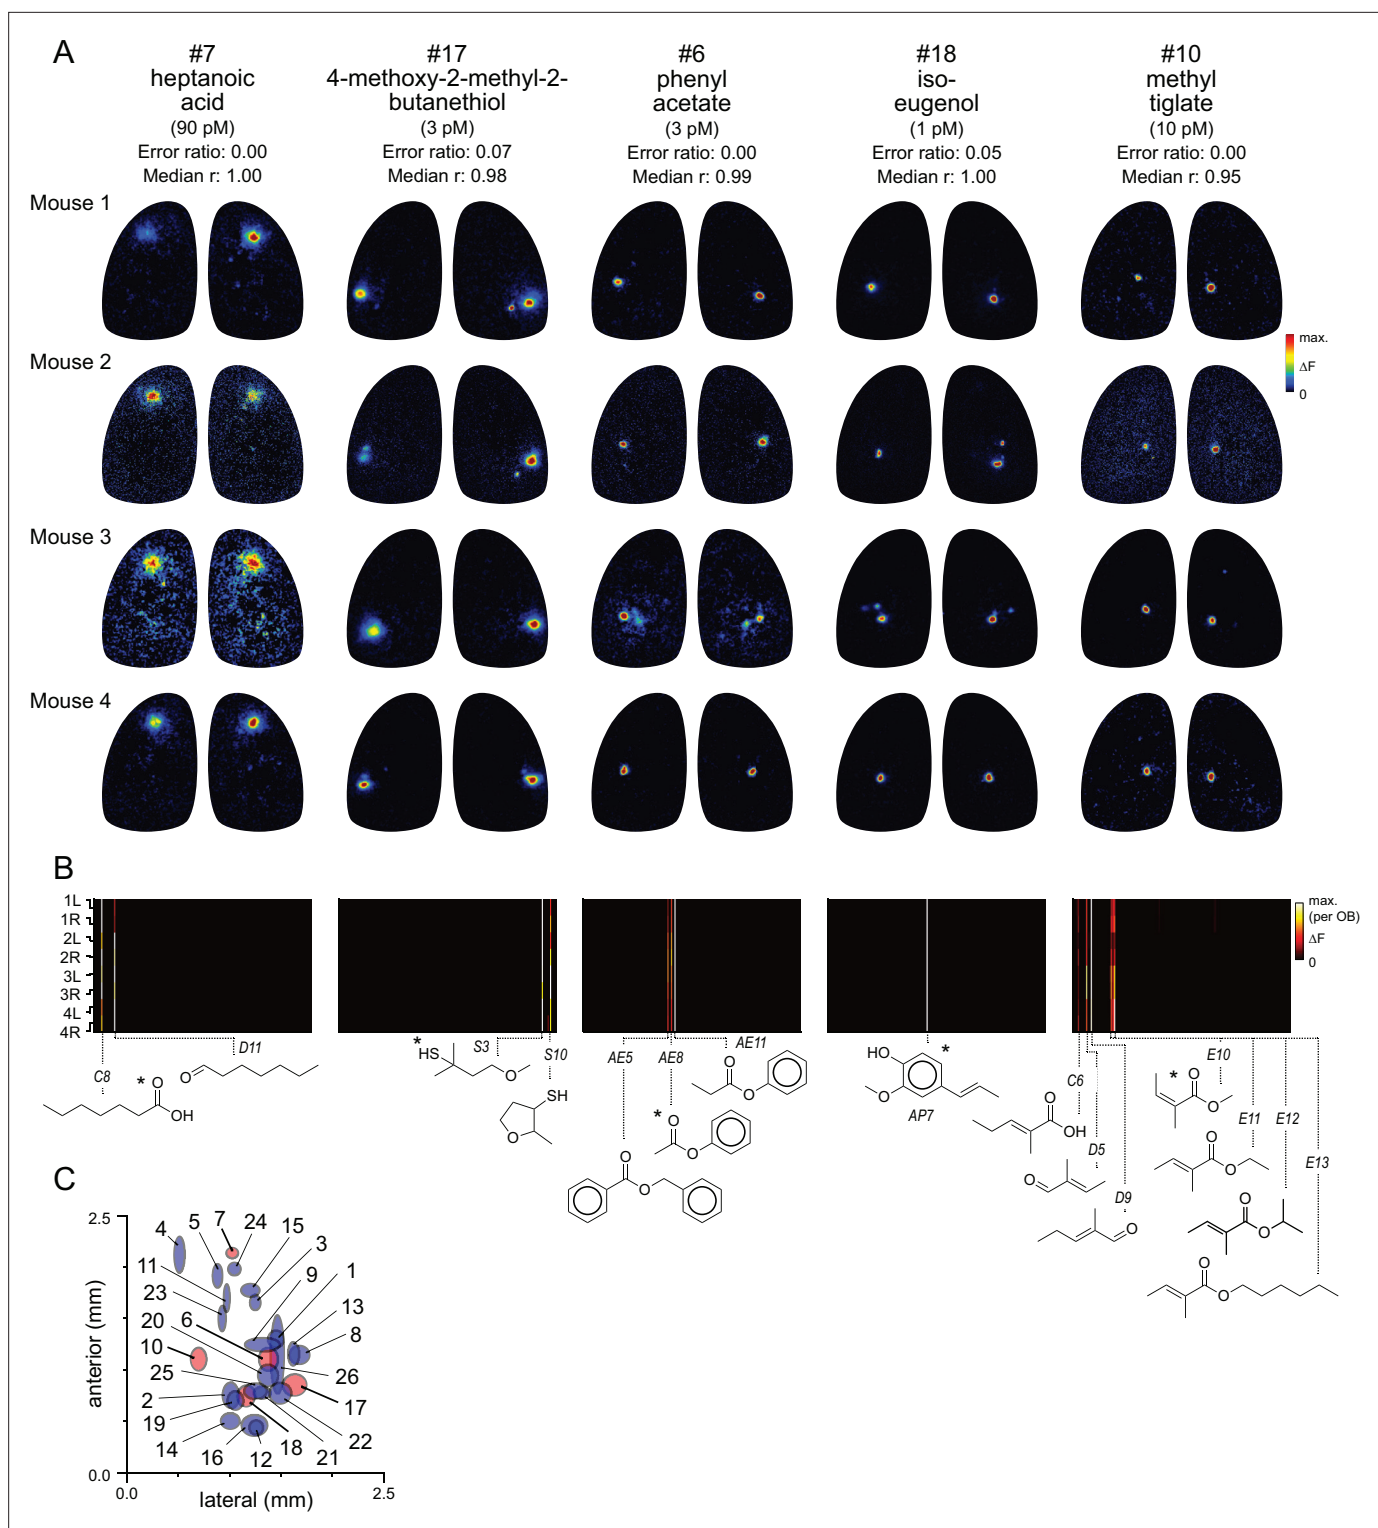 A
#7
heptanoic
acid
(90 pM)
Error ratio: 0.00
Median r: 1.00
#17
4-methoxy-2-methyl-2-
butanethiol
(3 pM)
Error ratio: 0.07
Median r: 0.98
#6
phenyl
acetate
(3 pM)
Error ratio: 0.00
Median r: 0.99
#18
iso-
eugenol
(1 pM)
Error ratio: 0.05
Median r: 1.00
#10
methyl
tiglate
(10 pM)
Error ratio: 0.00
Median r: 0.95
Mouse 1
Mouse 2
Mouse 3
Mouse 4
max.
ΔF
0
B
1L
1R
2L
2R
3L
3R
4L
4R
max.
(per OB)
ΔF
0
C8
D11
* O
OH
O
S3
S10
*
HS
O
SH
O
AE5
AE8
AE11
O
O
* O
O
O
O
HO
*
O
AP7
C6
D5
D9
E10
E11
E12
E13
O
OH
O
O
* O
O
O
O
O
O
O
O
C
2.5
anterior (mm)
0.0
0.0
lateral (mm)
2.5
4
5
7
24
15
3
9
1
11
23
20
6
13
8
10
25
26
2
17
19
14
16
12
18
21
22